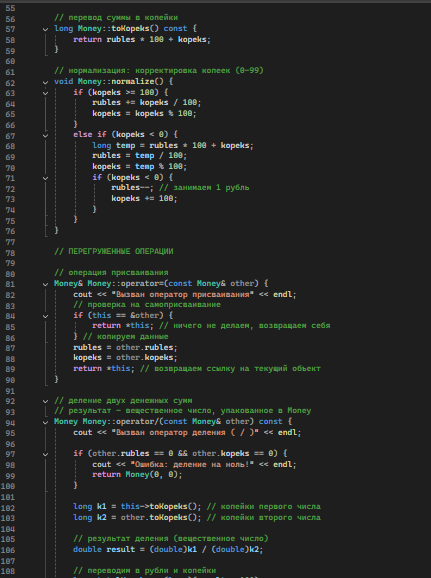 55
56 // перевод суммы в копейки
57 long Money::toKopeks() const {
58 return rubles * 100 + kopeks;
59 }
60
61 // нормализация: корректировка копеек (0-99)
62 void Money::normalize() {
63 if (kopeks >= 100) {
64 rubles += kopeks / 100;
65 kopeks = kopeks % 100;
66 }
67 else if (kopeks < 0) {
68 long temp = rubles * 100 + kopeks;
69 rubles = temp / 100;
70 kopeks = temp % 100;
71 if (kopeks < 0) {
72 rubles--; // занимаем 1 рубль
73 kopeks += 100;
74 }
75 }
76 }
77
78 // ПЕРЕГРУЖЕННЫЕ ОПЕРАЦИИ
79
80 // операция присваивания
81 Money& Money::operator=(const Money& other) {
82 cout << "Вызван оператор присваивания" << endl;
83 // проверка на самоприсваивание
84 if (this == &other) {
85 return *this; // ничего не делаем, возвращаем себя
86 } // копируем данные
87 rubles = other.rubles;
88 kopeks = other.kopeks;
89 return *this; // возвращаем ссылку на текущий объект
90 }
91
92 // деление двух денежных сумм
93 // результат - вещественное число, упакованное в Money
94 Money Money::operator/(const Money& other) const {
95 cout << "Вызван оператор деления ( / )" << endl;
96
97 if (other.rubles == 0 && other.kopeks == 0) {
98 cout << "Ошибка: деление на ноль!" << endl;
99 return Money(0, 0);
100 }
101
102 long k1 = this->toKopeks(); // копейки первого числа
103 long k2 = other.toKopeks(); // копейки второго числа
104
105 // результат деления (вещественное число)
106 double result = (double)k1 / (double)k2;
107
108 // переводим в рубли и копейки